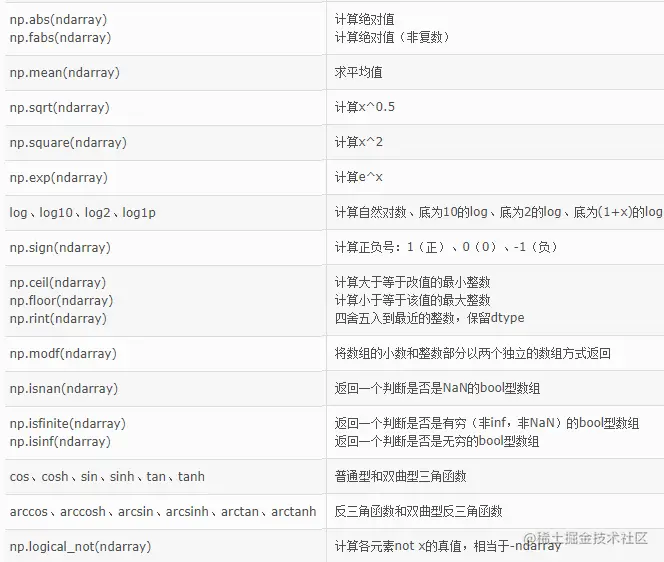 np.abs(ndarray) 计算绝对值
np.fabs(ndarray) 计算绝对值（非复数）
np.mean(ndarray) 求平均值
np.sqrt(ndarray) 计算x^0.5
np.square(ndarray) 计算x^2
np.exp(ndarray) 计算e^x
log、log10、log2、log1p 计算自然对数、底为10的log、底为2的log、底为(1+x)的log
np.sign(ndarray) 计算正负号：1（正）、0（0）、-1（负）
np.ceil(ndarray) 计算大于等于改值的最小整数
np.floor(ndarray) 计算小于等于该值的最大整数
np.rint(ndarray) 四舍五入到最近的整数，保留dtype
np.modf(ndarray) 将数组的小数和整数部分以两个独立的数组方式返回
np.isnan(ndarray) 返回一个判断是否是NaN的bool型数组
np.isfinite(ndarray) 返回一个判断是否是有穷（非inf，非NaN）的bool型数组
np.isinf(ndarray) 返回一个判断是否是无穷的bool型数组
cos、cosh、sin、sinh、tan、tanh 普通型和双曲型三角函数
arccos、arccosh、arcsin、arcsinh、arctan、arctanh 反三角函数和双曲型反三角函数
np.logical_not(ndarray) 计算各元素not x的真值，相当于-ndarray
@稀土掘金技术社区